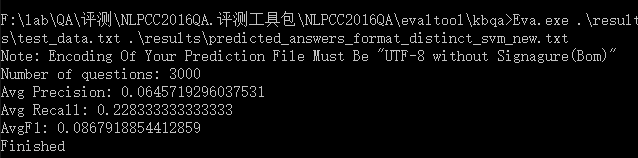 F:\lab\QA\评测\NLPCC2016QA.评测工具包\NLPCC2016QA\evaltool\kbqa>Eva.exe .\result
s\test_data.txt .\results\predicted_answers_format_distinct_svm_new.txt
Note: Encoding Of Your Prediction File Must Be "UTF-8 without Signagure(Bom)"
Number of questions: 3000
Avg Precision: 0.0645719296037531
Avg Recall: 0.228333333333333
AvgF1: 0.0867918854412859
Finished